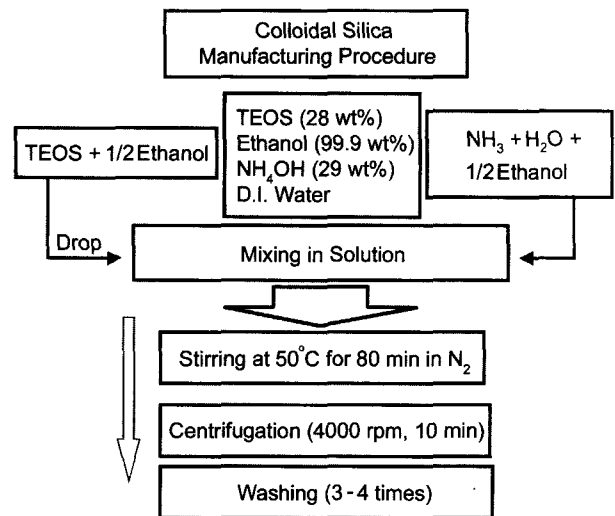 Colloidal Silica
Manufacturing Procedure
TEOS + 1/2 Ethanol
TEOS (28 wt%)
Ethanol (99.9 wt%)
NH₄OH (29 wt%)
D.I. Water
NH₃ + H₂O +
1/2 Ethanol
Drop
Mixing in Solution
Stirring at 50°C for 80 min in N₂
Centrifugation (4000 rpm, 10 min)
Washing (3 - 4 times)